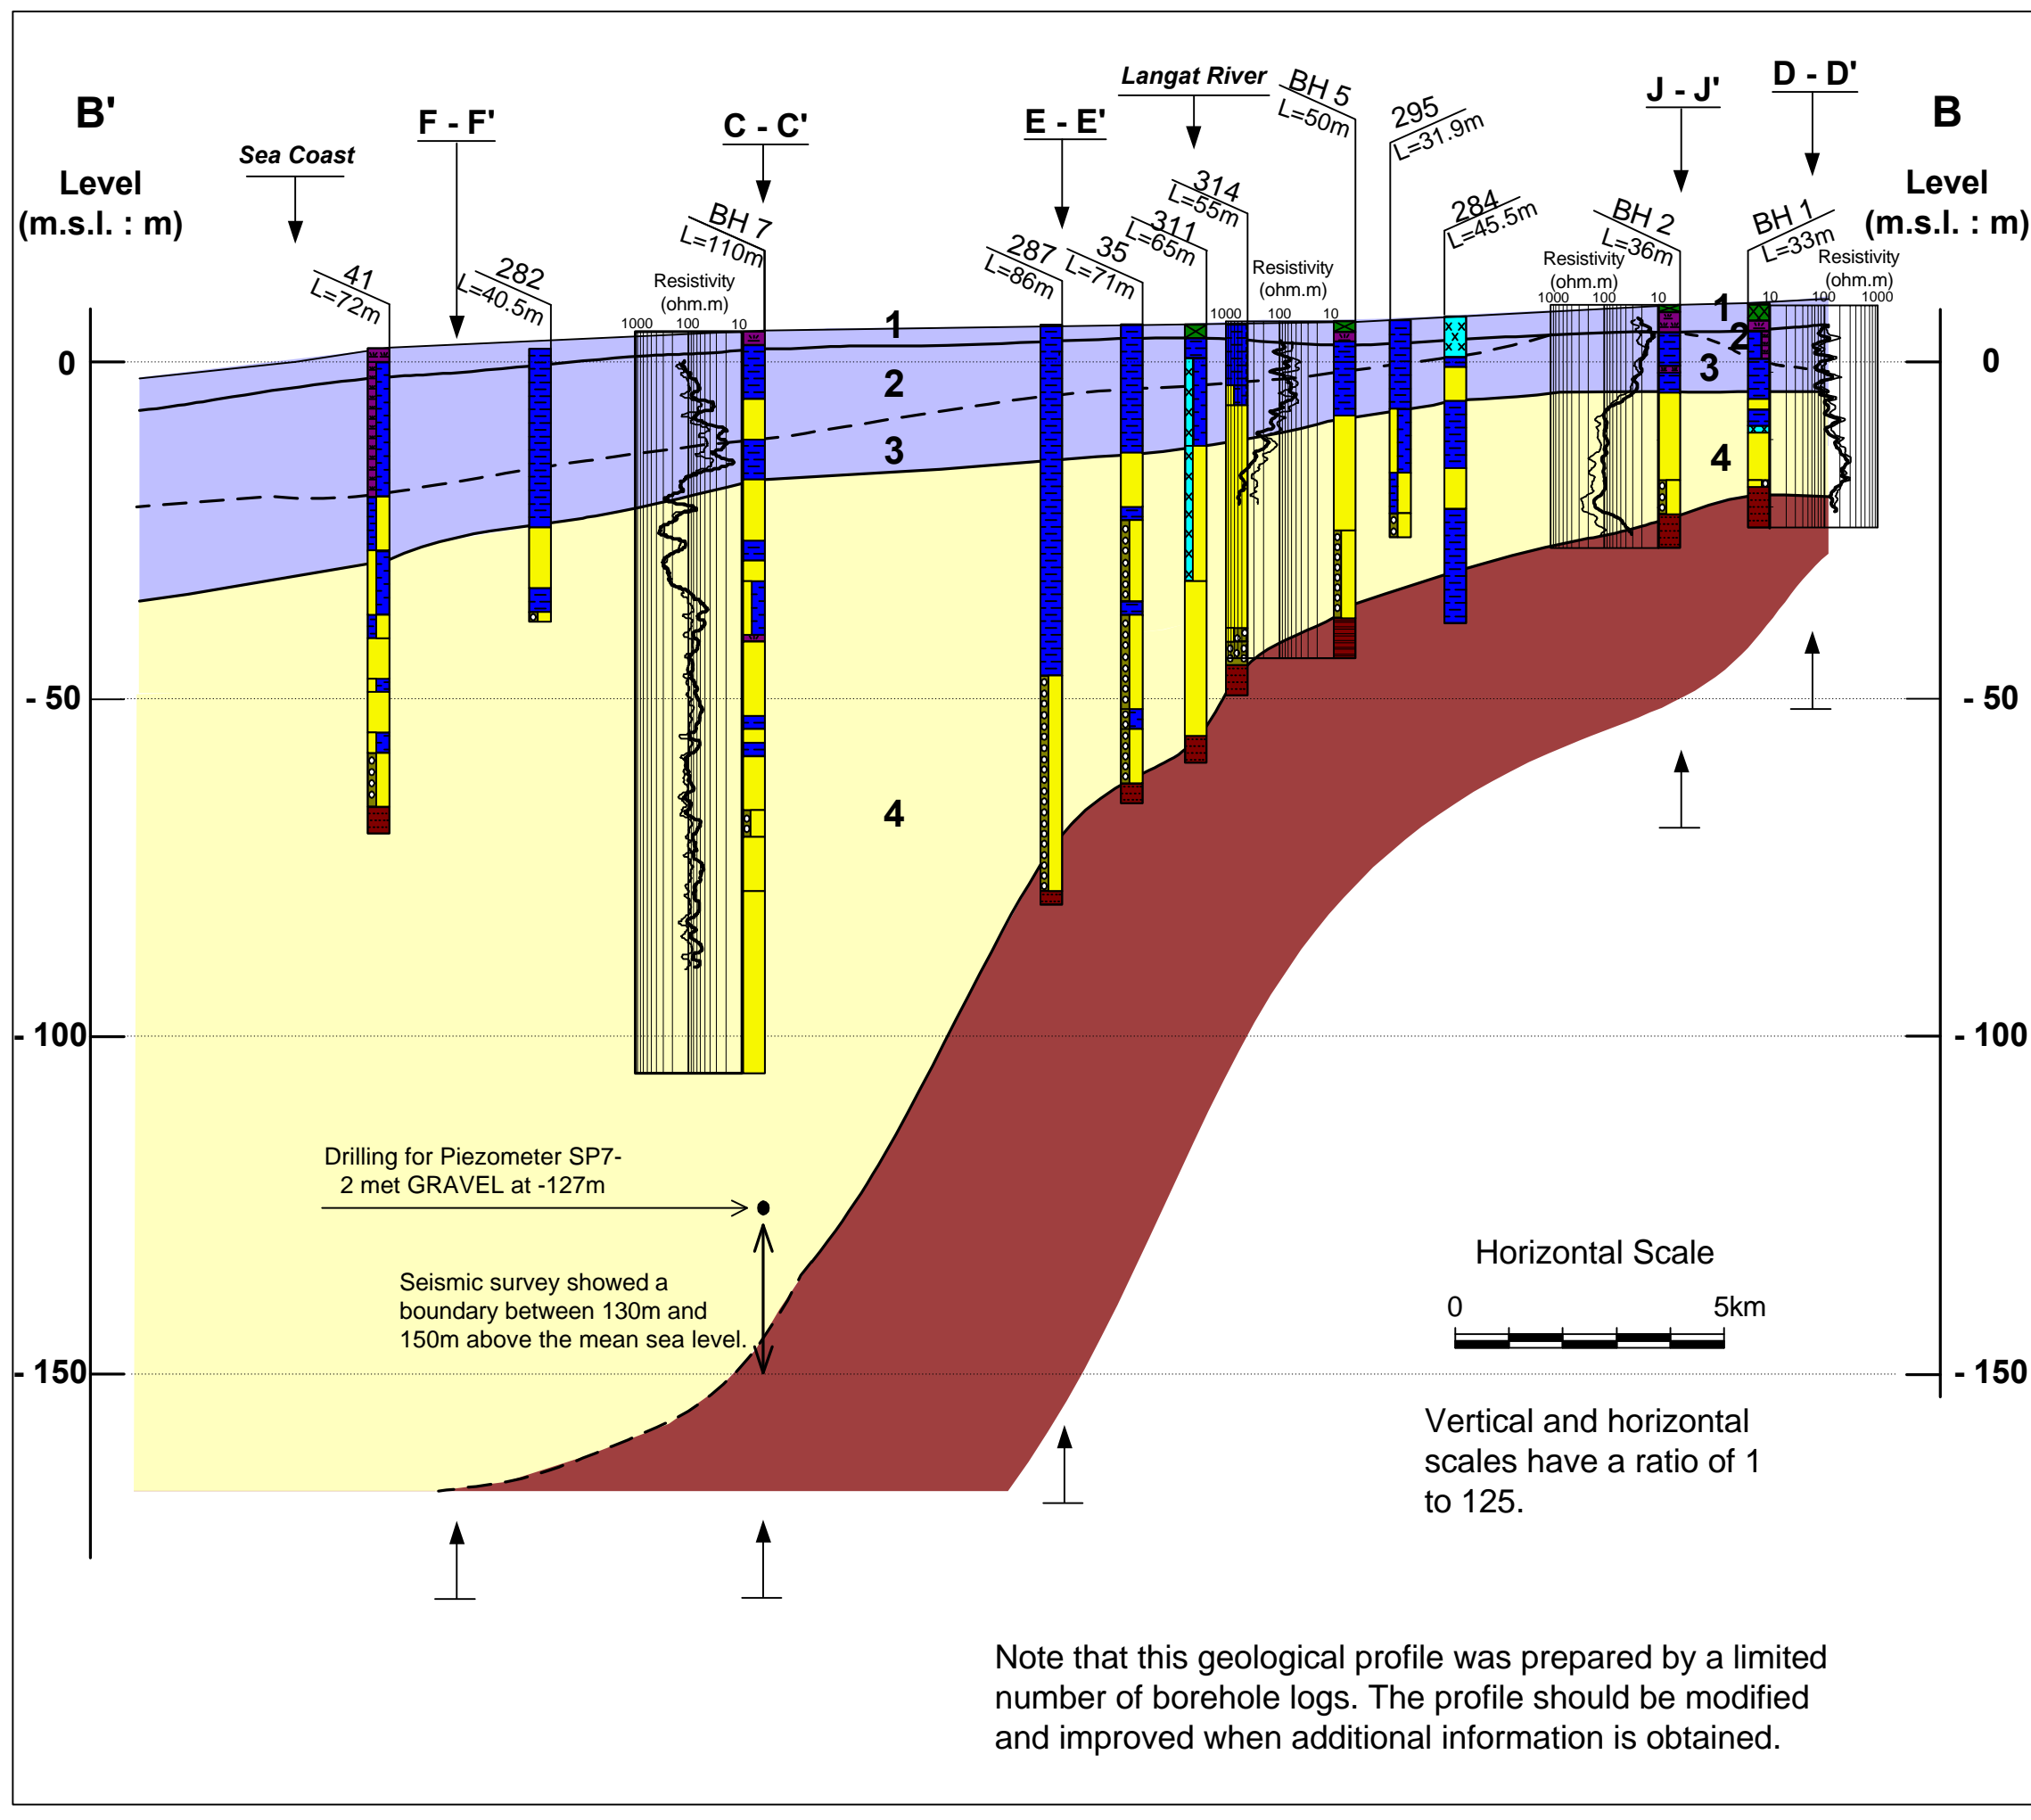 B'
Level
(m.s.l. : m)
Sea Coast
F - F'
C - C'
E - E'
Langat River
J - J'
D - D'
B
Level
(m.s.l. : m)
41
L=72m
282
L=40.5m
BH 7
L=110m
287
L=86m
35
L=71m
311
L=65m
314
L=55m
BH 5
L=50m
295
L=31.9m
284
L=45.5m
BH 2
L=36m
BH 1
L=33m
Resistivity
(ohm.m)
1000 100 10
Resistivity
(ohm.m)
1000 100 10
Resistivity
(ohm.m)
1000 100 10
Resistivity
(ohm.m)
10 100 1000
1
2
3
4
1
2
3
4
0
- 50
- 100
- 150
0
- 50
- 100
- 150
Drilling for Piezometer SP7-
2 met GRAVEL at -127m
Seismic survey showed a
boundary between 130m and
150m above the mean sea level.
Horizontal Scale
0 5km
Vertical and horizontal
scales have a ratio of 1
to 125.
Note that this geological profile was prepared by a limited
number of borehole logs. The profile should be modified
and improved when additional information is obtained.